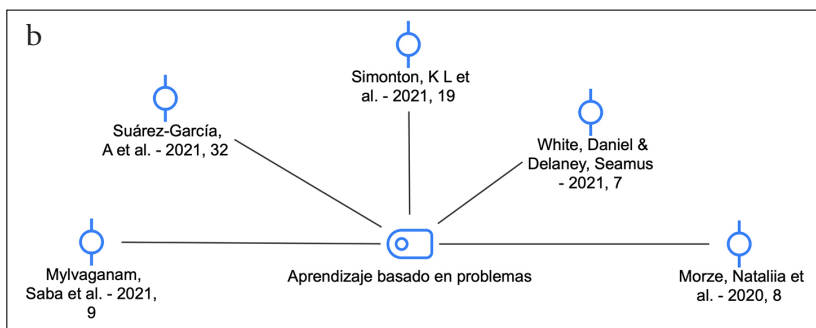 b
Simonton, K L et
al. - 2021, 19
Suárez-García,
A et al. - 2021, 32
White, Daniel &
Delaney, Seamus
- 2021, 7
Mylvaganam,
Saba et al. - 2021,
9
Aprendizaje basado en problemas
Morze, Nataliia et
al. - 2020, 8